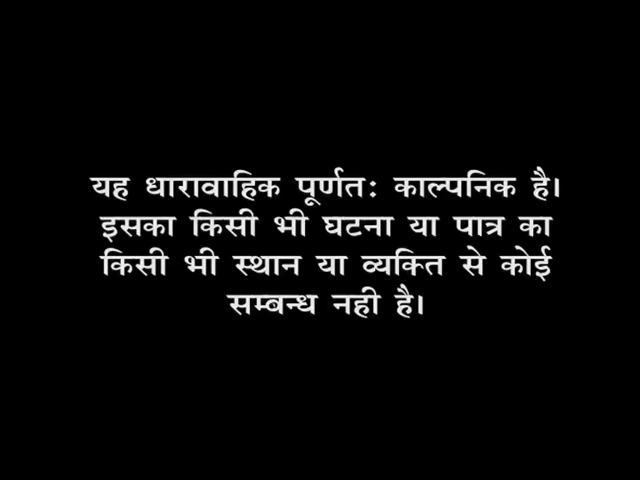 यह धारावाहिक पूर्णतः काल्पनिक है।
इसका किसी भी घटना या पात्र का
किसी भी स्थान या व्यक्ति से कोई
सम्बन्ध नही है।